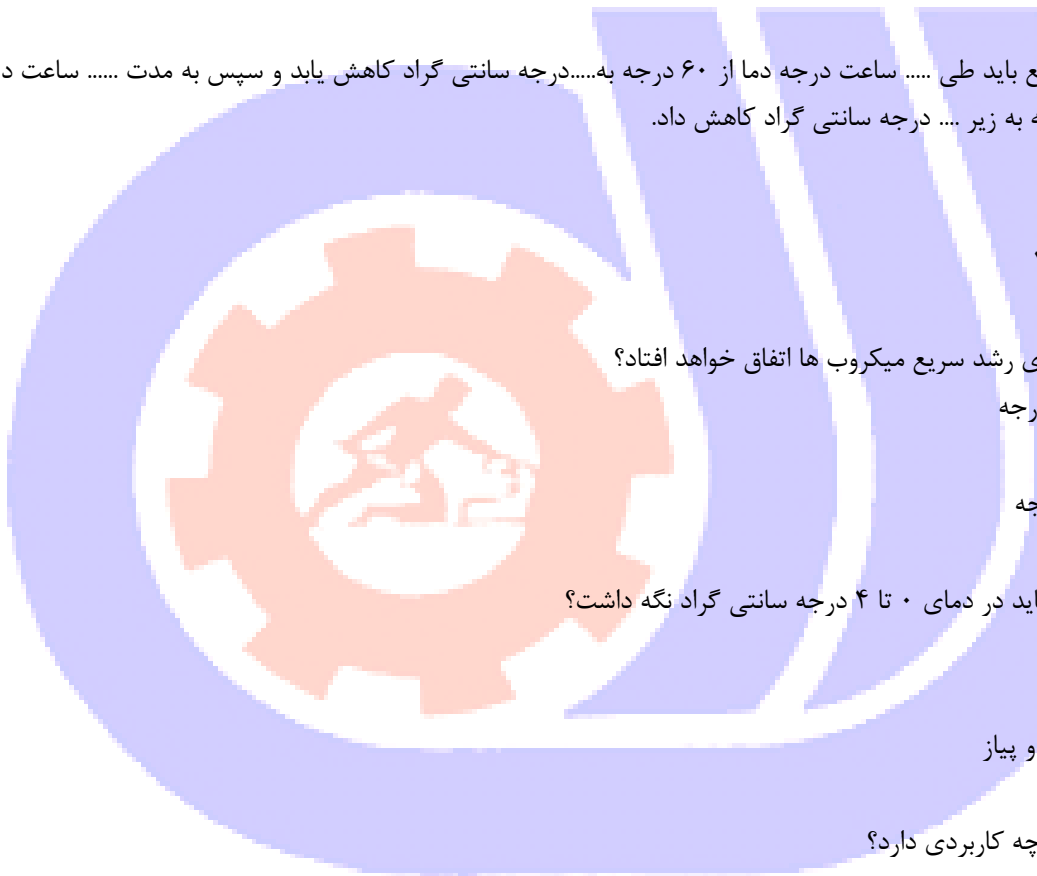 ع باید طی ..... ساعت درجه دما از ۶۰ درجه به.....درجه سانتی گراد کاهش یابد و سپس به مدت ...... ساعت د
ه به زیر .... درجه سانتی گراد کاهش داد.
ی رشد سریع میکروب ها اتفاق خواهد افتاد؟
رجه
جه
اید در دمای ۰ تا ۴ درجه سانتی گراد نگه داشت؟
و پیاز
چه کاربردی دارد؟